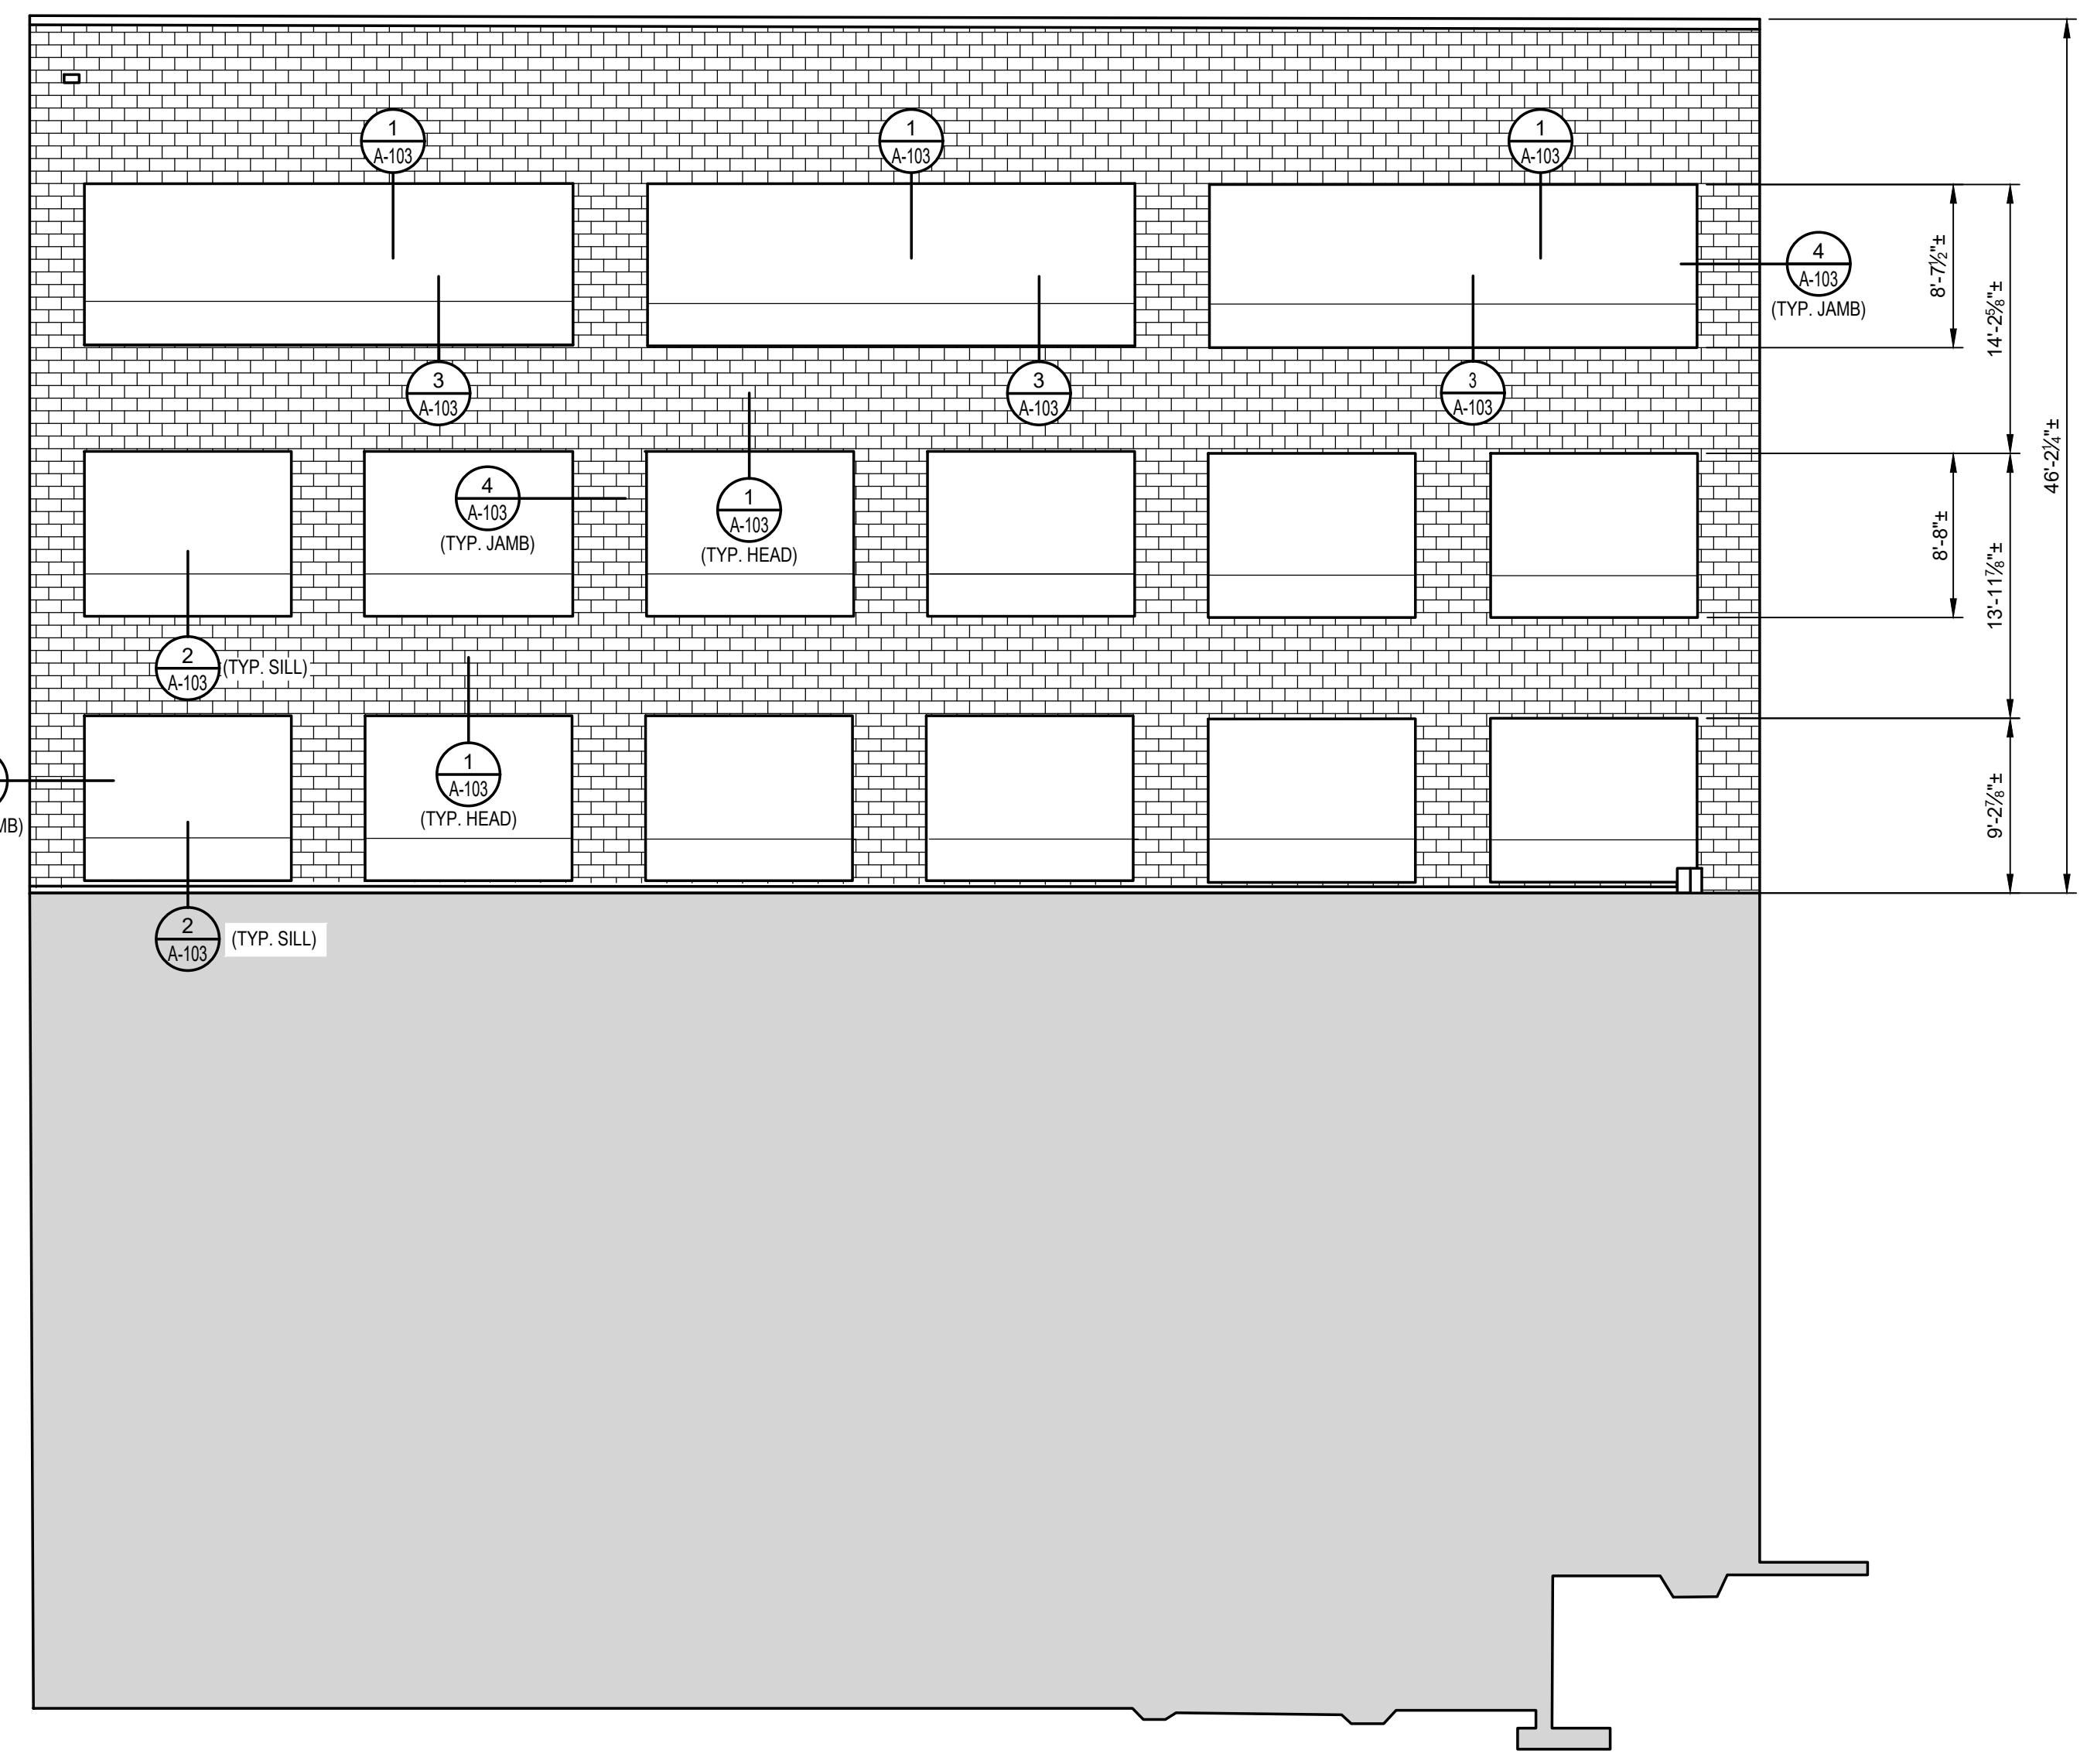 1
A-103
1
A-103
1
A-103
4
A-103
(TYP. JAMB)
8'-7½"±
14'-2⅝"±
46'-2¼"±
3
A-103
3
A-103
3
A-103
4
A-103
(TYP. JAMB)
1
A-103
(TYP. HEAD)
8'-8"±
13'-11⅞"±
2
A-103
(TYP. SILL)
1
A-103
(TYP. HEAD)
MB)
9'-2⅞"±
2
A-103
(TYP. SILL)